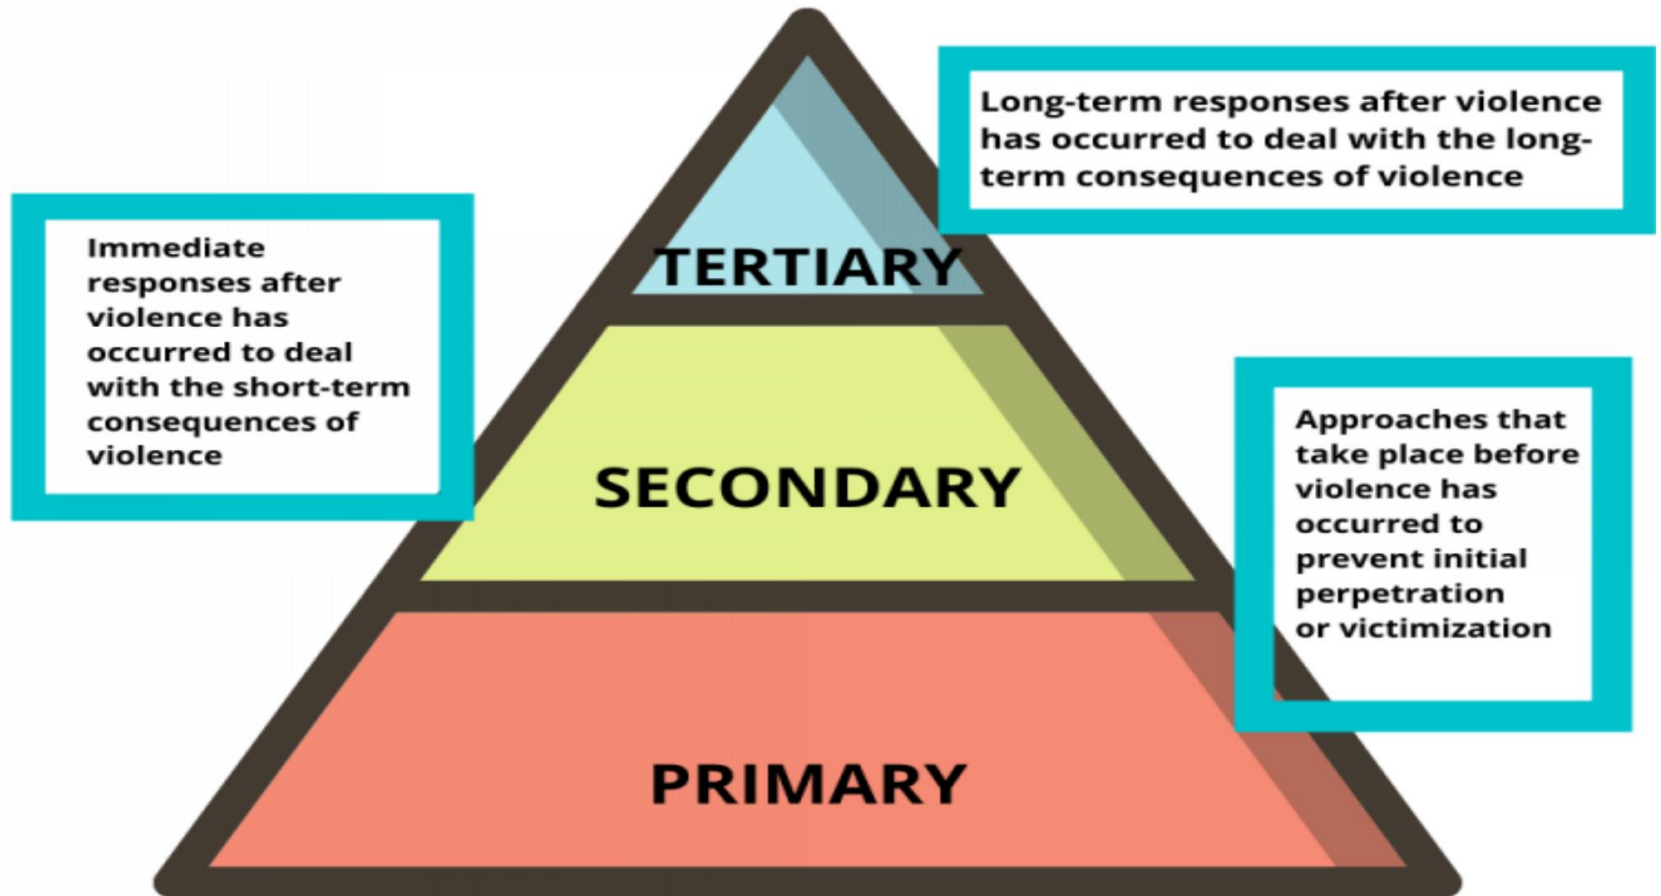 Long-term responses after violence
has occurred to deal with the long-
term consequences of violence
TERTIARY
Immediate
responses after
violence has
occurred to deal
with the short-term
consequences of
violence
SECONDARY
Approaches that
take place before
violence has
occurred to
prevent initial
perpetration
or victimization
PRIMARY